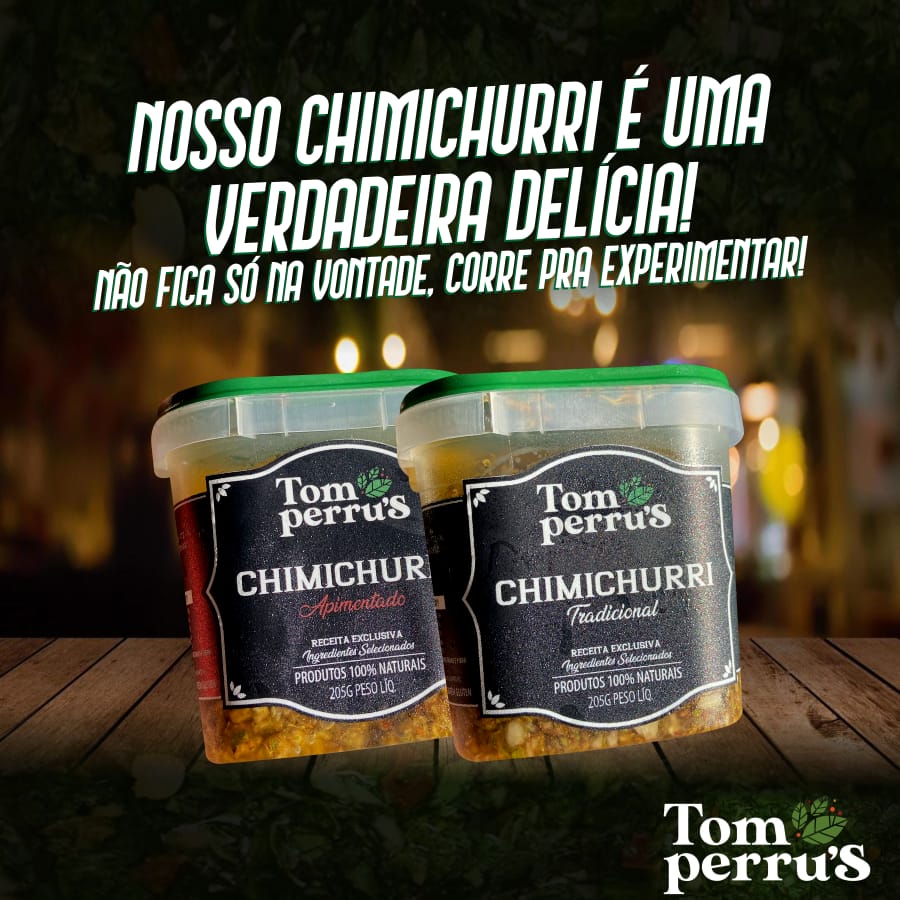 NOSSO CHIMICHURRI É UMA
VERDADEIRA DELÍCIA!
NÃO FICA SÓ NA VONTADE, CORRE PRA EXPERIMENTAR!
Tom
perru's
CHIMICHUR
Apimentado
RECEITA EXCLUSIVA
Ingredientes Selecionados
PRODUTOS 100% NATURAIS
205G PESO LÍQ.
Tom
perru's
CHIMICHURRI
Tradicional
RECEITA EXCLUSIVA
Ingredientes Selecionados
PRODUTOS 100% NATURAIS
205G PESO LÍQ.
Tom
perru's